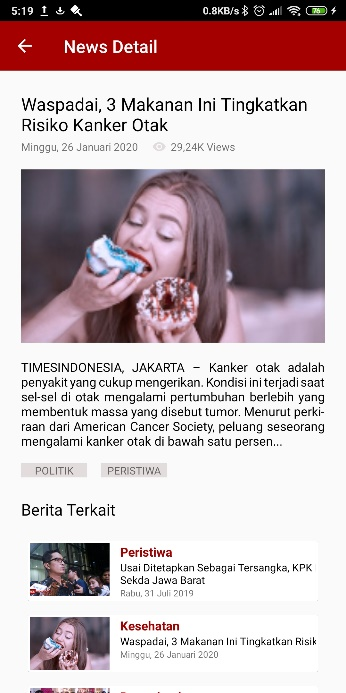 5:19
0.8KB/s
76
News Detail
Waspadai, 3 Makanan Ini Tingkatkan
Risiko Kanker Otak
Minggu, 26 Januari 2020
29,24K Views
TIMESINDONESIA, JAKARTA – Kanker otak adalah
penyakit yang cukup mengerikan. Kondisi ini terjadi saat
sel-sel di otak mengalami pertumbuhan berlebih yang
membentuk massa yang disebut tumor. Menurut perki-
raan dari American Cancer Society, peluang seseorang
mengalami kanker otak di bawah satu persen...
POLITIK
PERISTIWA
Berita Terkait
Peristiwa
Usai Ditetapkan Sebagai Tersangka, KPK
Sekda Jawa Barat
Rabu, 31 Juli 2019
Kesehatan
Waspadai, 3 Makanan Ini Tingkatkan Risik
Minggu, 26 Januari 2020